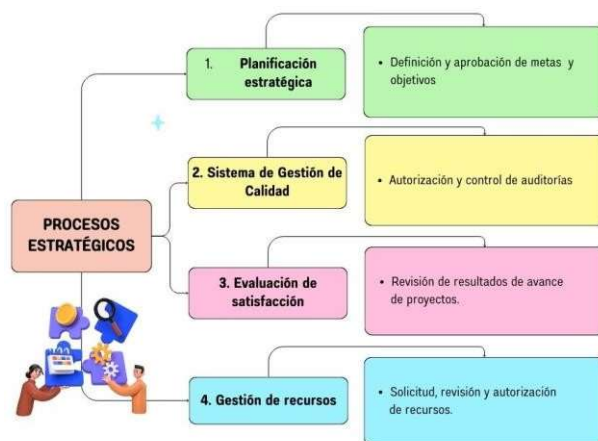 PROCESOS
ESTRATÉGICOS
1. Planificación
estratégica
• Definición y aprobación de metas y
objetivos
2. Sistema de Gestión de
Calidad
• Autorización y control de auditorías
3. Evaluación de
satisfacción
• Revisión de resultados de avance
de proyectos.
4. Gestión de recursos
• Solicitud, revisión y autorización
de recursos.